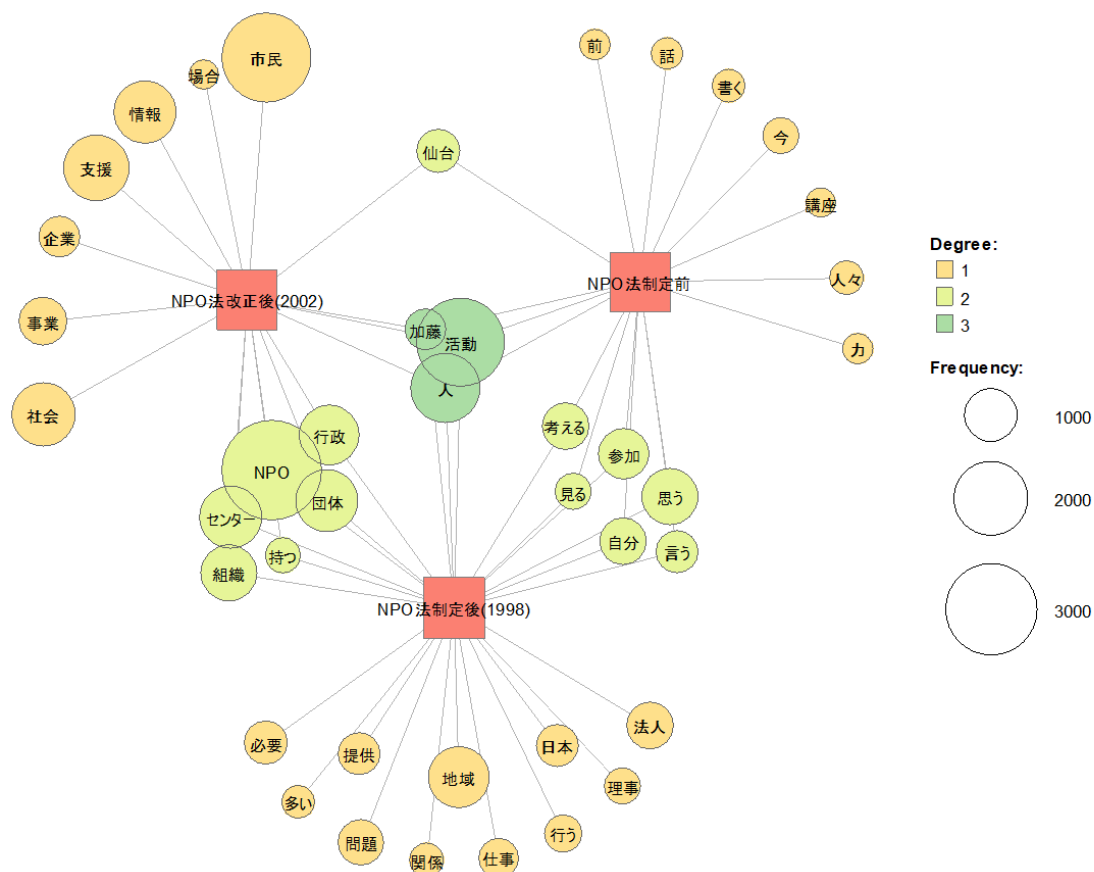 市民
場合
情報
支援
企業
事業
社会
前
話
書く
今
講座
人々
力
仙台
NPO法改正後(2002)
NPO法制定前
加藤
活動
人
行政
NPO
団体
センター
持つ
組織
考える
参加
見る
思う
自分
言う
NPO法制定後(1998)
必要
多い
提供
問題
関係
地域
仕事
行う
日本
理事
法人
Degree:
1
2
3
Frequency:
1000
2000
3000